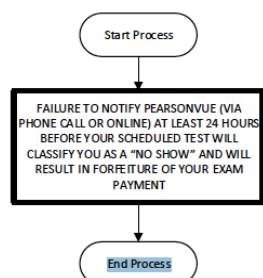 Start Process
FAILURE TO NOTIFY PEARSONVUE (VIA
PHONE CALL OR ONLINE) AT LEAST 24 HOURS
BEFORE YOUR SCHEDULED TEST WILL
CLASSIFY YOU AS A “NO SHOW” AND WILL
RESULT IN FORFEITURE OF YOUR EXAM
PAYMENT
End Process